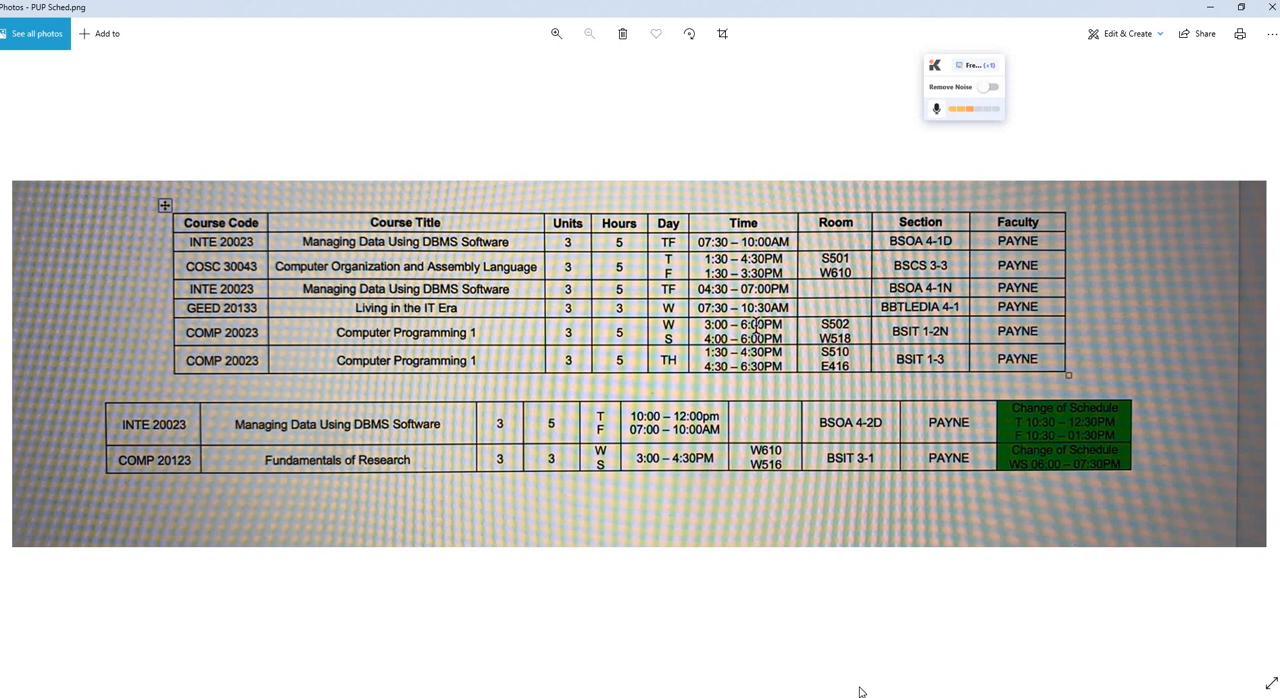 Photos - PUP Sched.png
See all photos
Add to
Edit & Create
Share
Fre... (x1)
Remove Noise
Course Code Course Title Units Hours Day Time Room Section Faculty
INTE 20023 Managing Data Using DBMS Software 3 5 TF 07:30 – 10:00AM BSOA 4-1D PAYNE
COSC 30043 Computer Organization and Assembly Language 3 5 T 1:30 – 4:30PM S501 BSCS 3-3 PAYNE
F 1:30 – 3:30PM W610
INTE 20023 Managing Data Using DBMS Software 3 5 TF 04:30 – 07:00PM BSOA 4-1N PAYNE
GEED 20133 Living in the IT Era 3 3 W 07:30 – 10:30AM BBTLEDIA 4-1 PAYNE
COMP 20023 Computer Programming 1 3 5 W 3:00 – 6:00PM S502 BSIT 1-2N PAYNE
S 4:00 – 6:00PM W518
COMP 20023 Computer Programming 1 3 5 TH 1:30 – 4:30PM S510 BSIT 1-3 PAYNE
4:30 – 6:30PM E416
INTE 20023 Managing Data Using DBMS Software 3 5 T 10:00 – 12:00pm BSOA 4-2D PAYNE Change of Schedule
F 07:00 – 10:00AM T 10:30 – 12:30PM
F 10:30 – 01:30PM
COMP 20123 Fundamentals of Research 3 3 W 3:00 – 4:30PM W610 BSIT 3-1 PAYNE Change of Schedule
S W516 WS 06:00 – 07:30PM